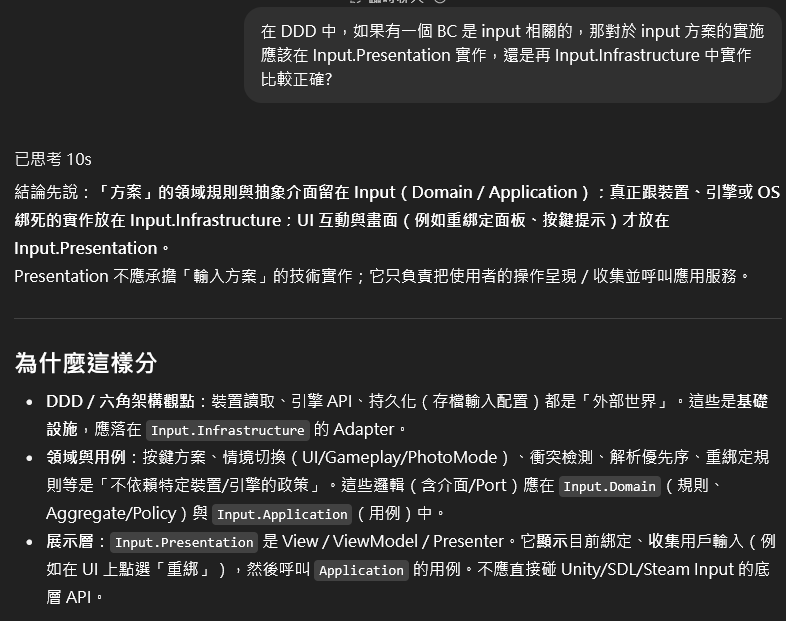 在 DDD 中，如果有一個 BC 是 input 相關的，那對於 input 方案的實施
應該在 Input.Presentation 實作，還是再 Input.Infrastructure 中實作
比較正確?
已思考 10s
結論先說：「方案」的領域規則與抽象介面留在 Input（Domain / Application）；真正跟裝置、引擎或 OS
綁死的實作放在 Input.Infrastructure；UI 互動與畫面（例如重綁定面板、按鍵提示）才放在
Input.Presentation。
Presentation 不應承擔「輸入方案」的技術實作；它只負責把使用者的操作呈現 / 收集並呼叫應用服務。
為什麼這樣分
• DDD / 六角架構觀點：裝置讀取、引擎 API、持久化（存檔輸入配置）都是「外部世界」。這些是基礎
設施，應落在 Input.Infrastructure 的 Adapter。
• 領域與用例：按鍵方案、情境切換（UI/Gameplay/PhotoMode）、衝突檢測、解析優先序、重綁定規
則等是「不依賴特定裝置/引擎的政策」。這些邏輯（含介面/Port）應在 Input.Domain（規則、
Aggregate/Policy）與 Input.Application（用例）中。
• 展示層：Input.Presentation 是 View / ViewModel / Presenter。它顯示目前綁定、收集用戶輸入（例
如在 UI 上點選「重綁」），然後呼叫 Application 的用例。不應直接碰 Unity/SDL/Steam Input 的底
層 API。